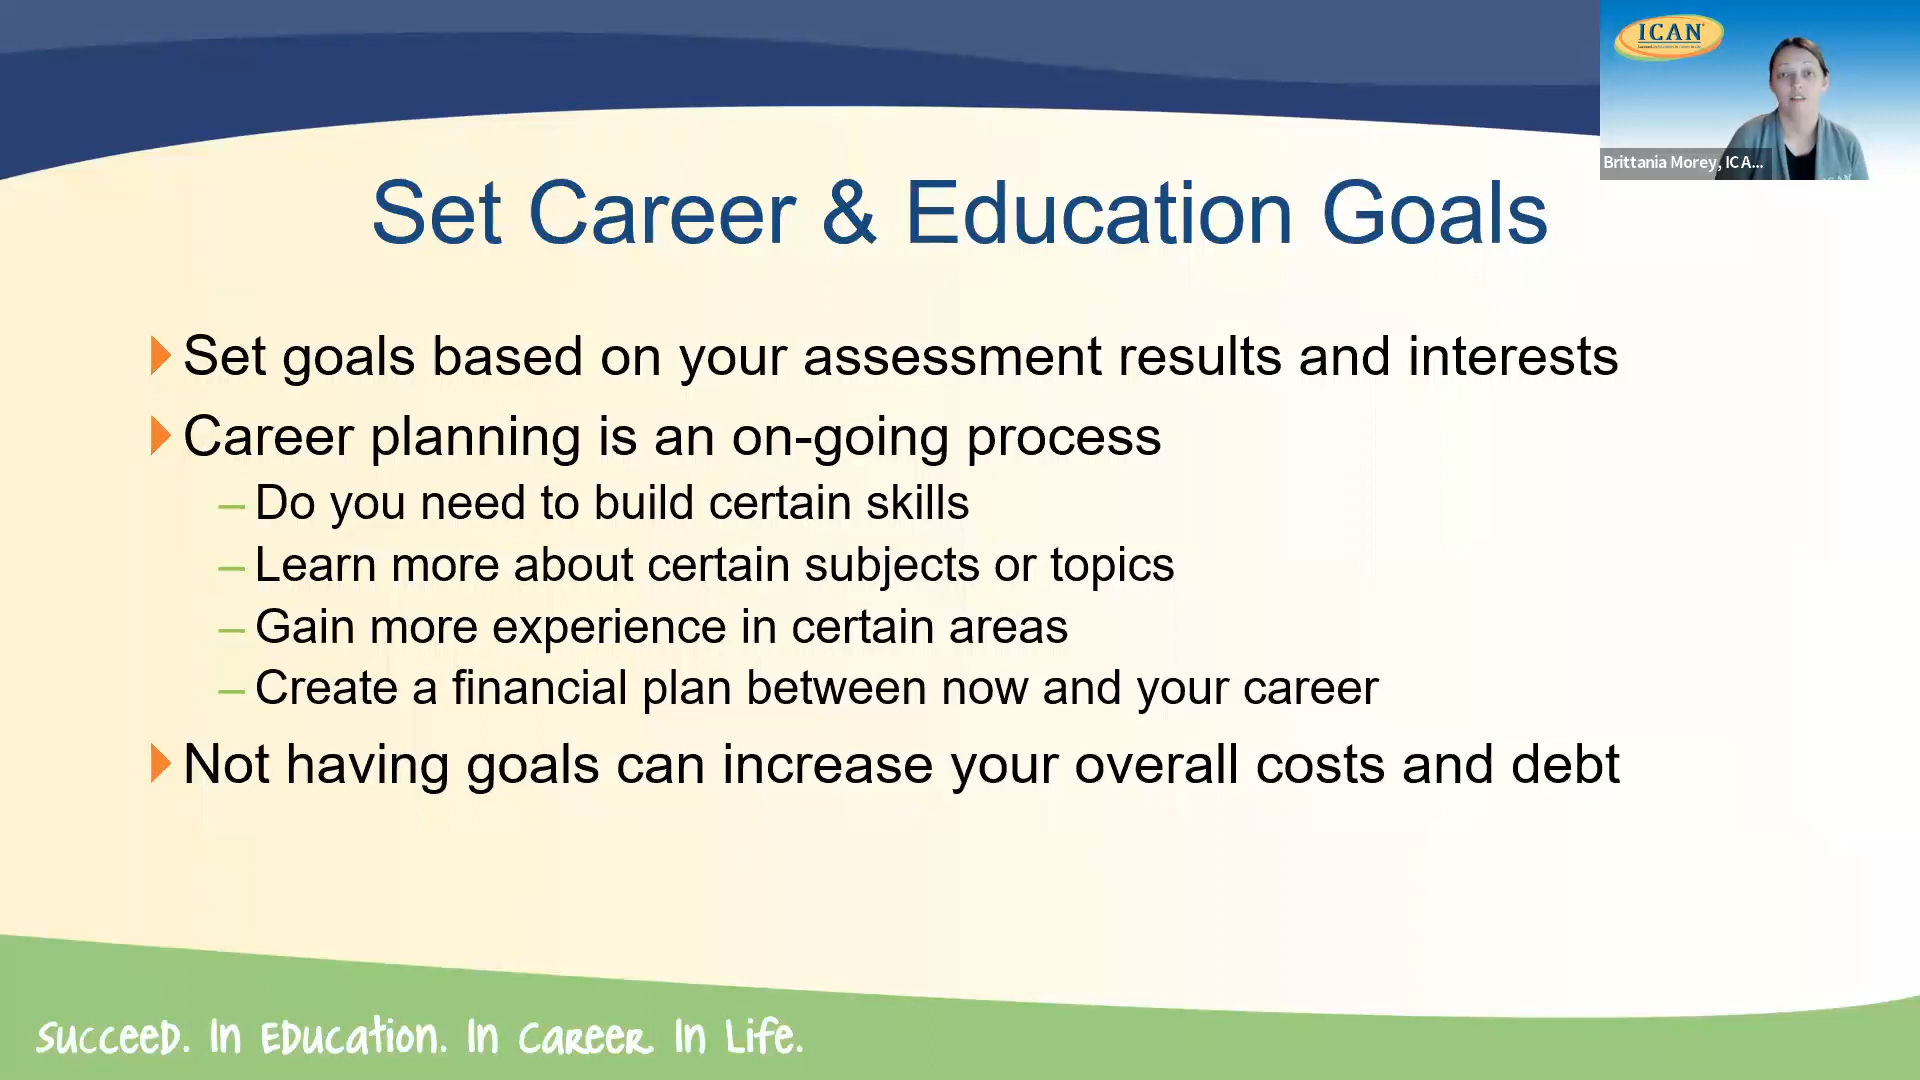 ICAN
Brittania Morey, ICA...
Set Career & Education Goals
Set goals based on your assessment results and interests
Career planning is an on-going process
– Do you need to build certain skills
– Learn more about certain subjects or topics
– Gain more experience in certain areas
– Create a financial plan between now and your career
Not having goals can increase your overall costs and debt
Succeed. In Education. In Career. In Life.